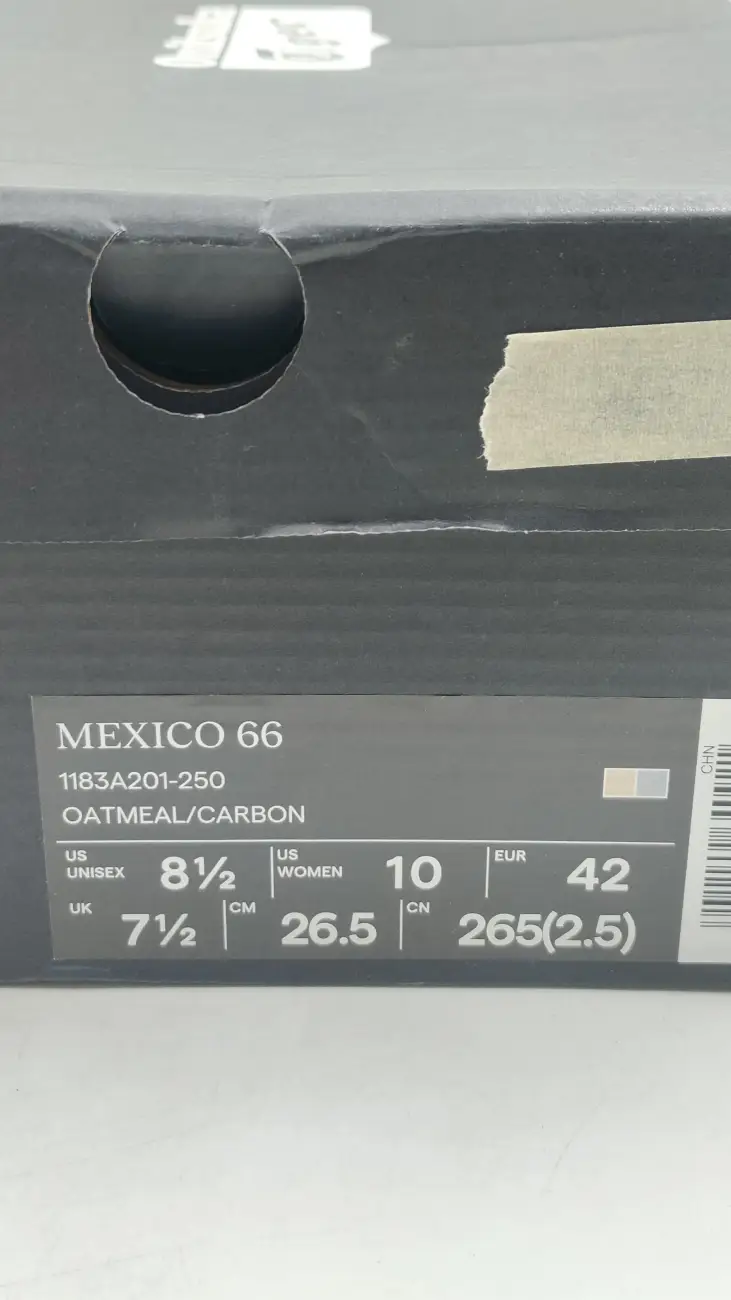 MEXICO 66
1183A201-250
OATMEAL/CARBON
US UNISEX 8½ US WOMEN 10 EUR 42
UK 7½ CM 26.5 CN 265(2.5)
CHN